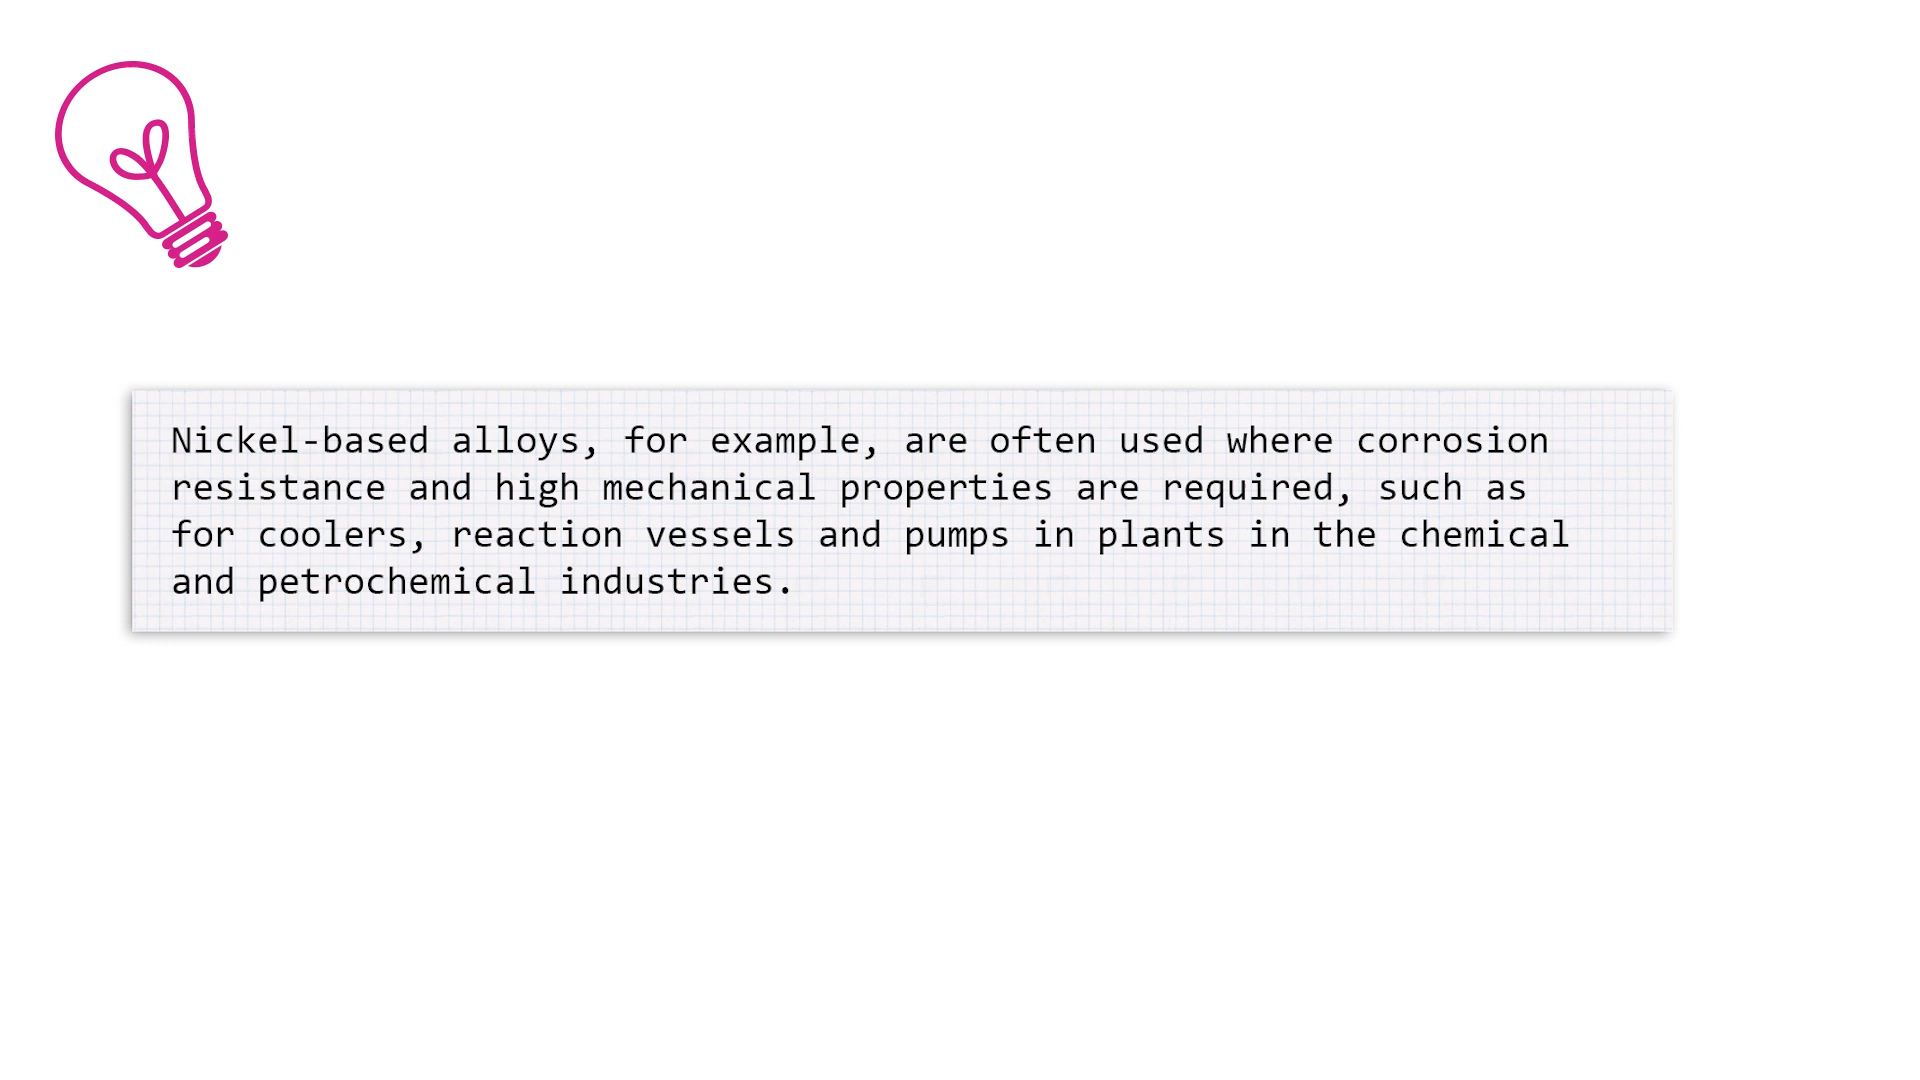 Nickel-based alloys, for example, are often used where corrosion
resistance and high mechanical properties are required, such as
for coolers, reaction vessels and pumps in plants in the chemical
and petrochemical industries.